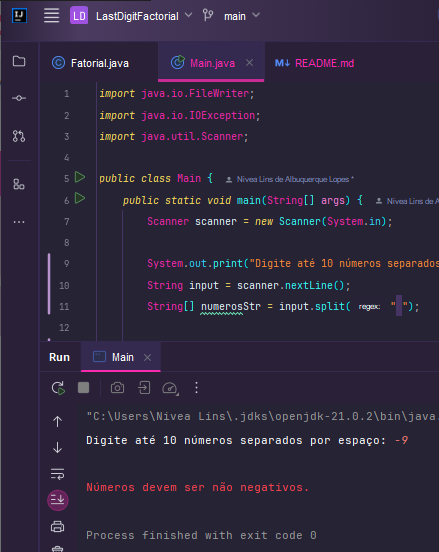 LD LastDigitFactorial main
Fatorial.java Main.java README.md
1 import java.io.FileWriter;
2 import java.io.IOException;
3 import java.util.Scanner;
4
5 public class Main { Nivea Lins de Albuquerque Lopes *
6 public static void main(String[] args) { Nivea Lins de A
7 Scanner scanner = new Scanner(System.in);
8
9 System.out.print("Digite até 10 números separados
10 String input = scanner.nextLine();
11 String[] numerosStr = input.split( regex: " ");
12
Run Main
"C:\Users\Nivea Lins\.jdks\openjdk-21.0.2\bin\java.
Digite até 10 números separados por espaço: -9
Números devem ser não negativos.
Process finished with exit code 0